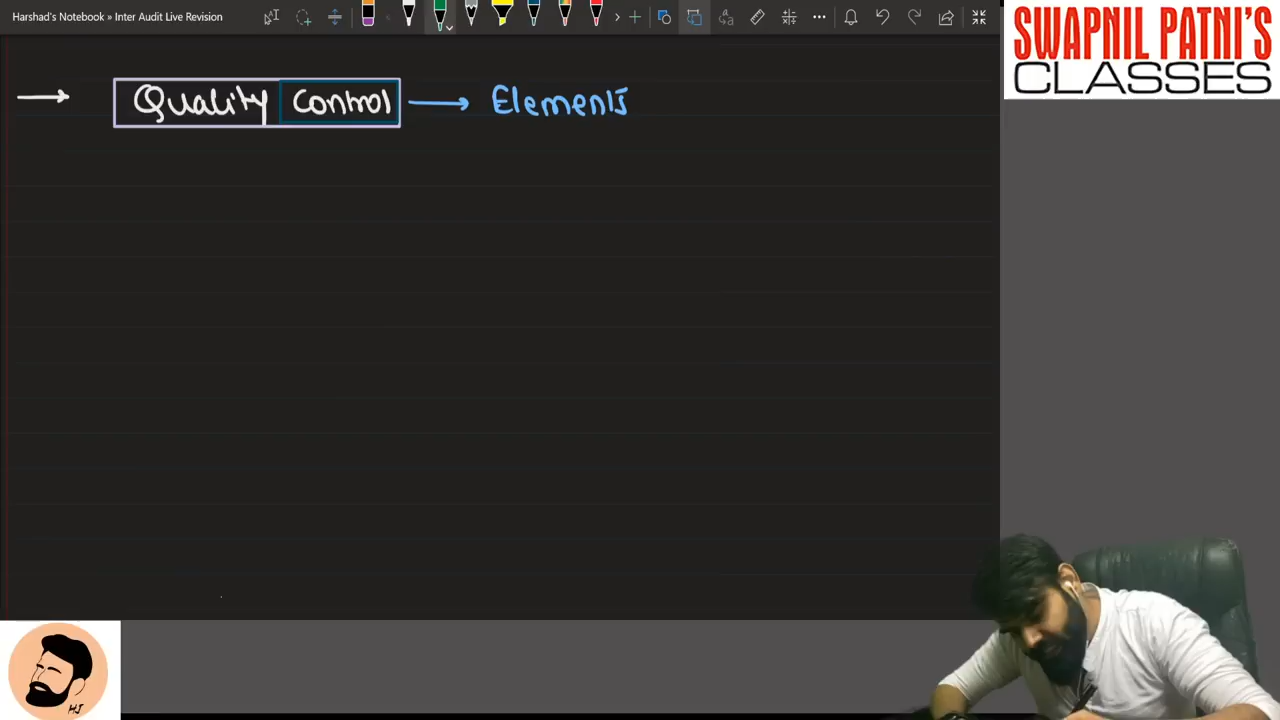 Harshad's Notebook » Inter Audit Live Revision
SWAPNIL PATNI'S
CLASSES
Quality Control → Elements
HJ